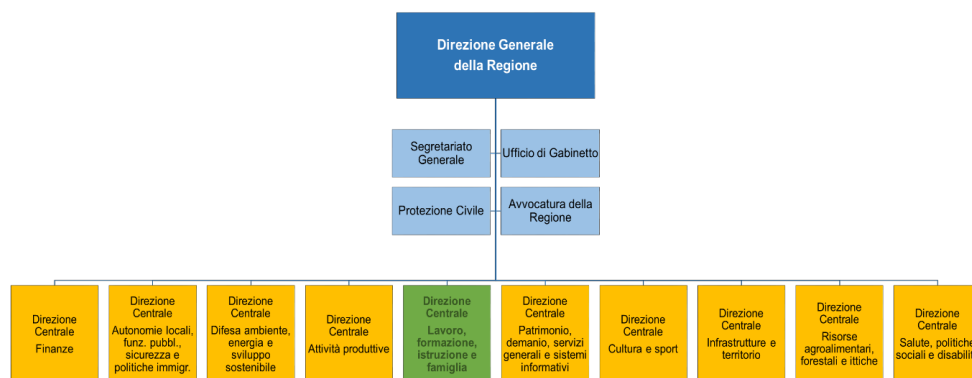 Direzione Generale
della Regione
Segretariato
Generale
Ufficio di Gabinetto
Protezione Civile
Avvocatura della
Regione
Direzione
Centrale
Finanze
Direzione
Centrale
Autonomie locali,
funz. pubbl.,
sicurezza e
politiche immigr.
Direzione
Centrale
Difesa ambiente,
energia e
sviluppo
sostenibile
Direzione
Centrale
Attività produttive
Direzione
Centrale
Lavoro,
formazione,
istruzione e
famiglia
Direzione
Centrale
Patrimonio,
demanio, servizi
generali e sistemi
informativi
Direzione
Centrale
Cultura e sport
Direzione
Centrale
Infrastrutture e
territorio
Direzione
Centrale
Risorse
agroalimentari,
forestali e ittiche
Direzione
Centrale
Salute, politiche
sociali e disabilit